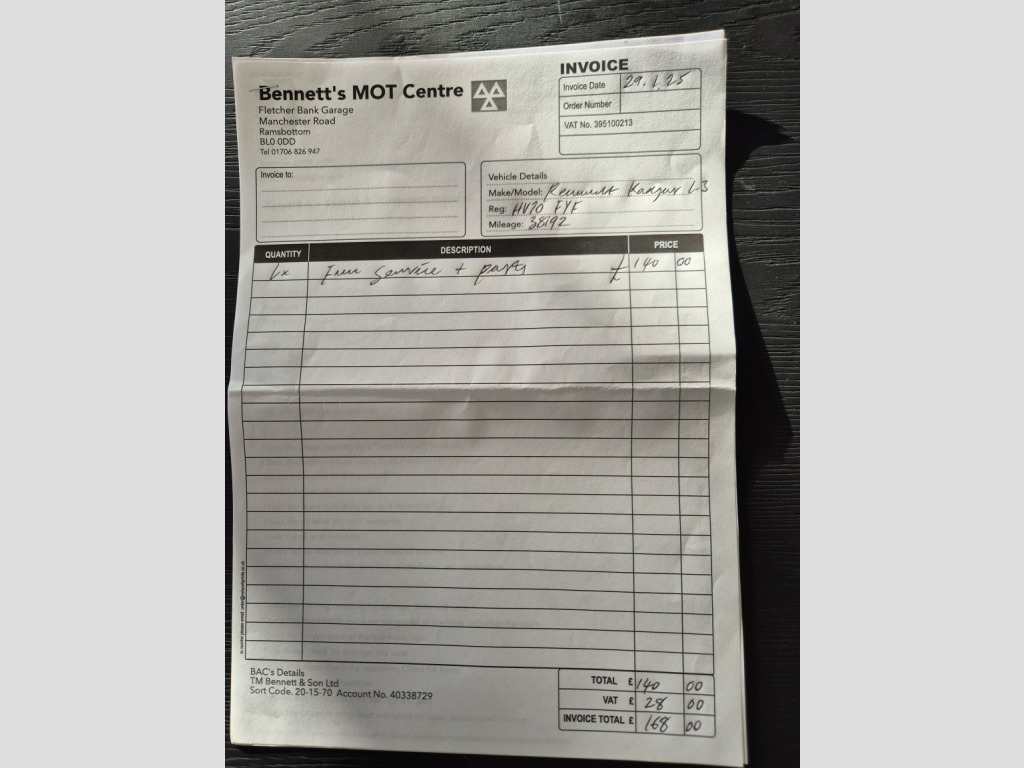 Bennett's MOT Centre
Fletcher Bank Garage
Manchester Road
Ramsbottom
BL0 0DD
Tel 01706 826 947
INVOICE
Invoice Date 29.1.25
Order Number
VAT No. 395100213
Invoice to:
Vehicle Details
Make/Model: Renault Kangoo
Reg: HV70 FYF
Mileage: 38192
QUANTITY DESCRIPTION PRICE
1x Full service + parts £ 140 00
BAC's Details
TM Bennett & Son Ltd
Sort Code. 20-15-70 Account No. 40338729
TOTAL £ 140 00
VAT £ 28 00
INVOICE TOTAL £ 168 00